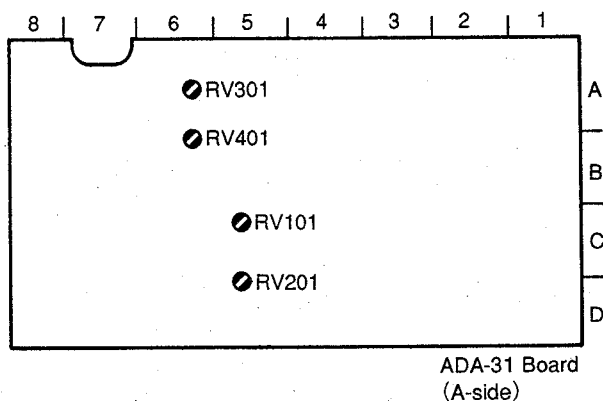 8 7 6 5 4 3 2 1
RV301
A
RV401
B
RV101
C
RV201
D
ADA-31 Board
(A-side)